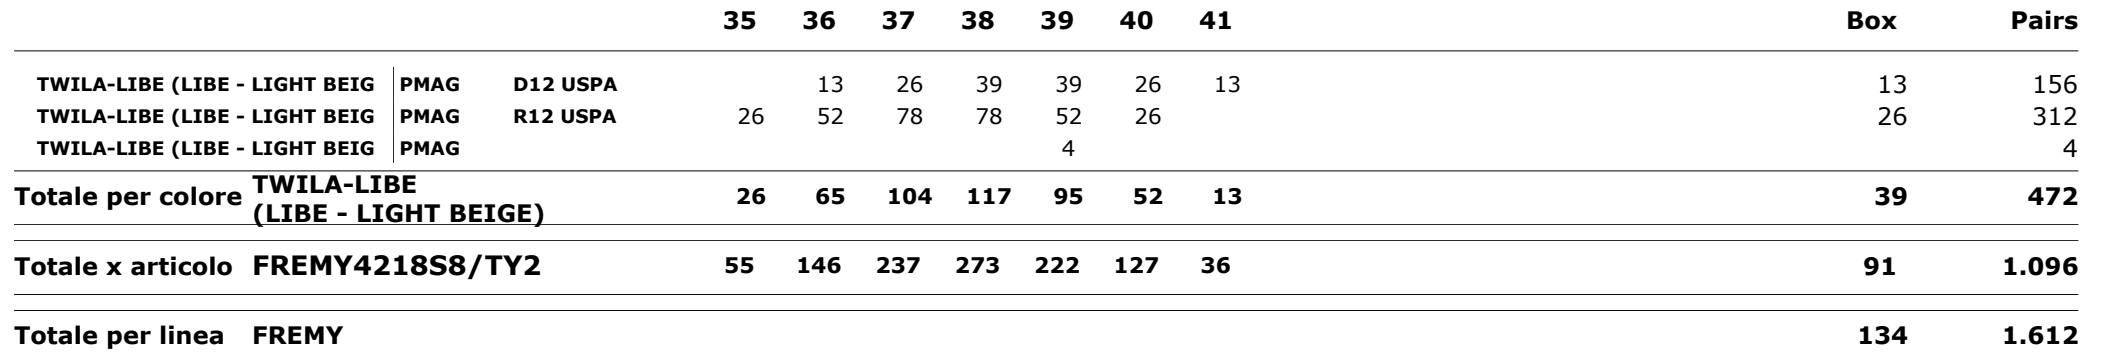 35 36 37 38 39 40 41 Box Pairs
TWILA-LIBE (LIBE - LIGHT BEIG PMAG D12 USPA 13 26 39 39 26 13 13 156
TWILA-LIBE (LIBE - LIGHT BEIG PMAG R12 USPA 26 52 78 78 52 26 26 312
TWILA-LIBE (LIBE - LIGHT BEIG PMAG 4 4
Totale per colore TWILA-LIBE (LIBE - LIGHT BEIGE) 26 65 104 117 95 52 13 39 472
Totale x articolo FREMY4218S8/TY2 55 146 237 273 222 127 36 91 1.096
Totale per linea FREMY 134 1.612